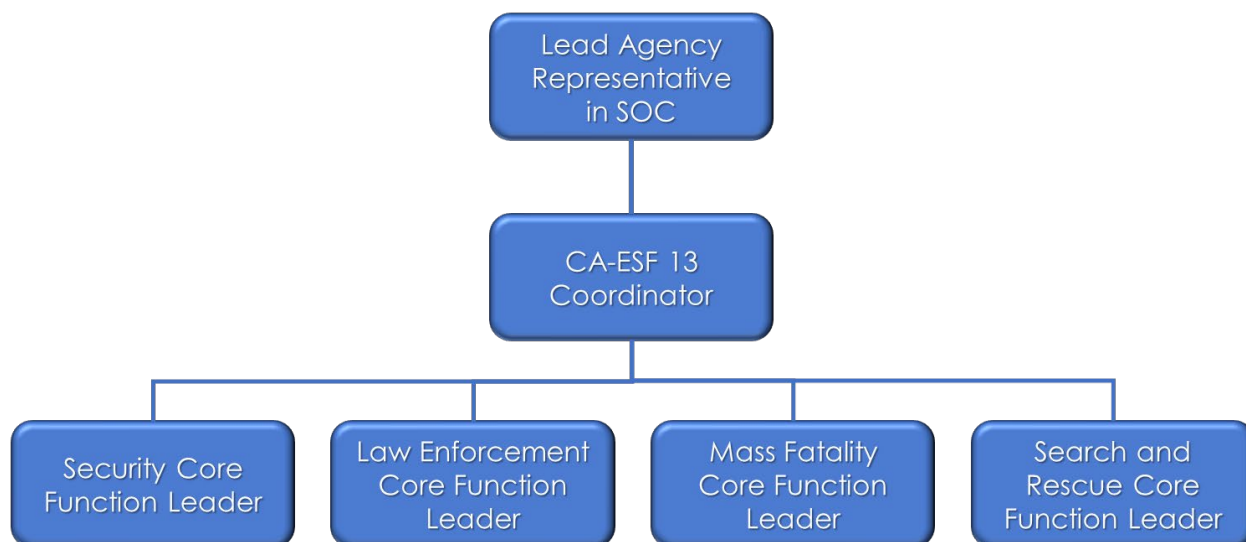 Lead Agency
Representative
in SOC
CA-ESF 13
Coordinator
Security Core
Function Leader
Law Enforcement
Core Function
Leader
Mass Fatality
Core Function
Leader
Search and
Rescue Core
Function Leader